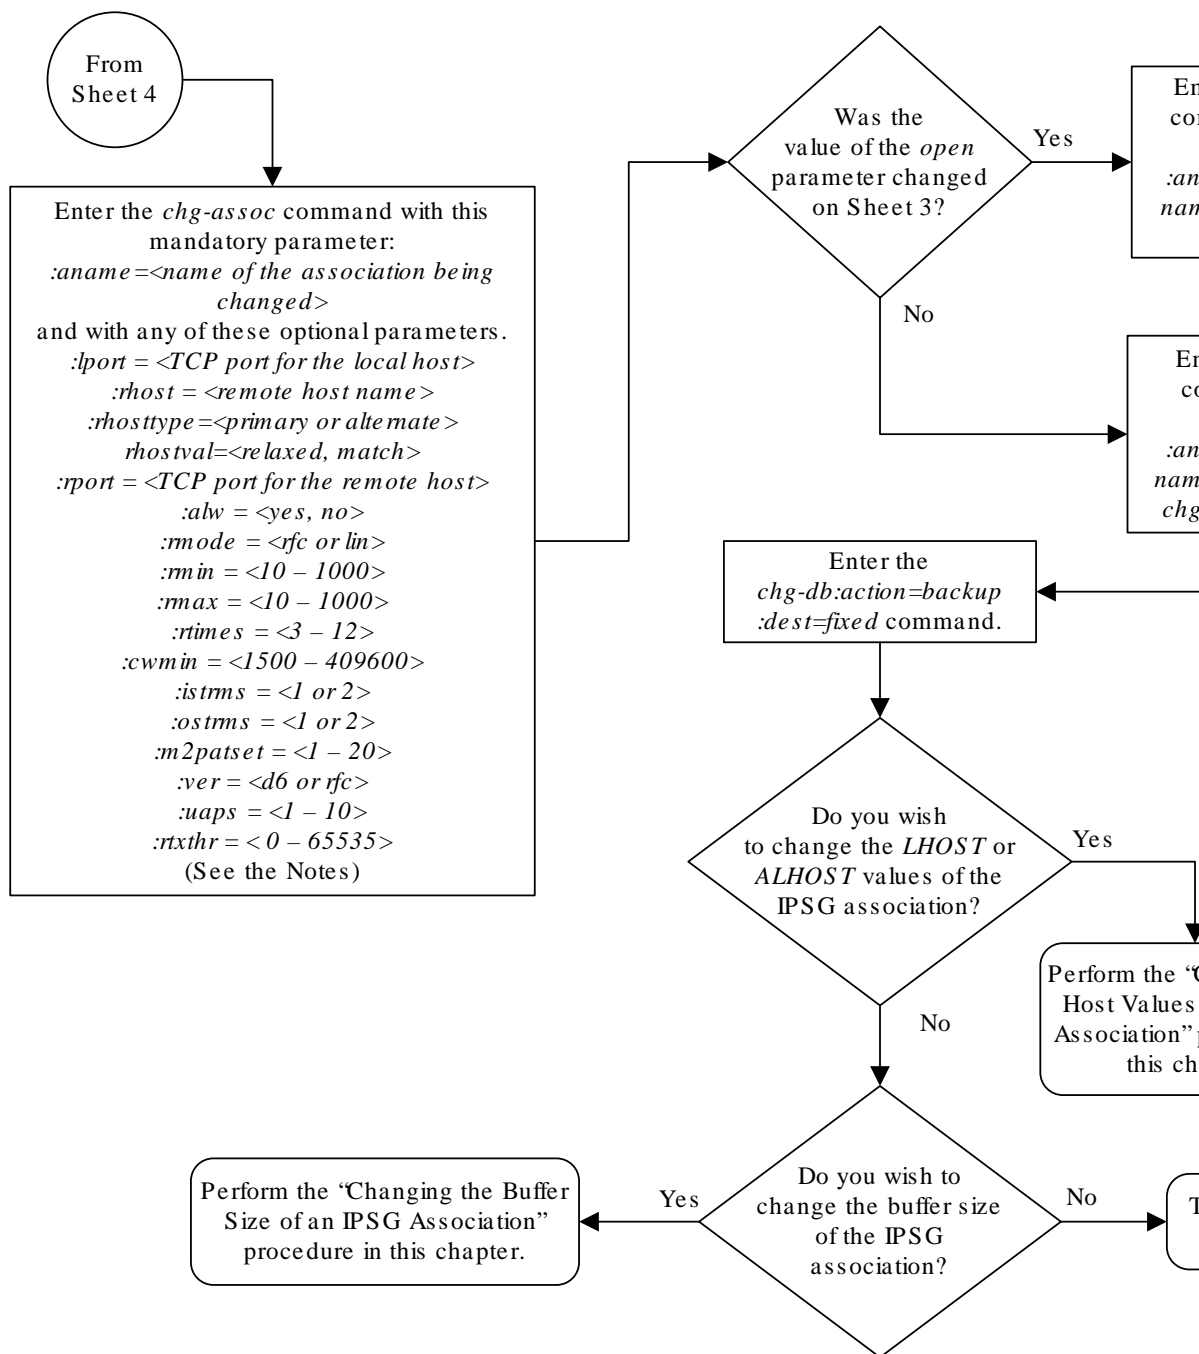 From
Sheet 4
Enter the chg-assoc command with this
mandatory parameter:
:aname=<name of the association being
changed>
and with any of these optional parameters.
:lport = <TCP port for the local host>
:rhost = <remote host name>
:rhosttype=<primary or alternate>
rhostval=<relaxed, match>
:rport = <TCP port for the remote host>
:alw = <yes, no>
:rmode = <rfc or lin>
:rmin = <10 – 1000>
:rmax = <10 – 1000>
:rtimes = <3 – 12>
:cwmin = <1500 – 409600>
:istrms = <1 or 2>
:ostrms = <1 or 2>
:m2patset = <1 – 20>
:ver = <d6 or rfc>
:uaps = <1 – 10>
:rtxthr = < 0 – 65535>
(See the Notes)
Was the
value of the open
parameter changed
on Sheet 3?
Yes
No
Enter the
chg-db:action=backup
:dest=fixed command.
Do you wish
to change the LHOST or
ALHOST values of the
IPSG association?
Yes
No
Perform the “
Host Values
Association”
this
Do you wish to
change the buffer size
of the IPSG
association?
Yes
No
Perform the “Changing the Buffer
Size of an IPSG Association”
procedure in this chapter.